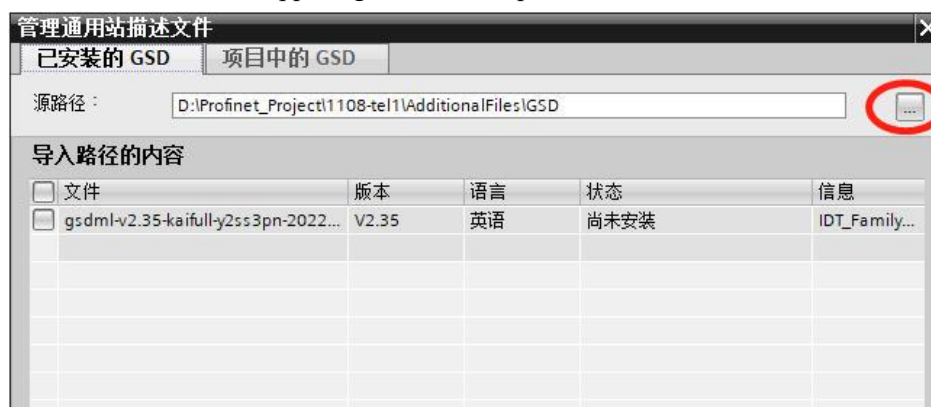 管理通用站描述文件
已安装的 GSD 项目中的 GSD
源路径： D:\Profinet_Project\1108-tel1\AdditionalFiles\GSD ...
导入路径的内容
文件 版本 语言 状态 信息
gsdml-v2.35-kaifull-y2ss3pn-2022... V2.35 英语 尚未安装 IDT_Family...